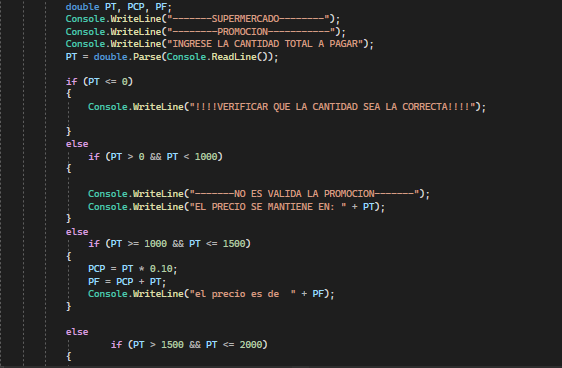 double PT, PCP, PF;
Console.WriteLine("-------SUPERMERCADO--------");
Console.WriteLine("--------PROMOCION-----------");
Console.WriteLine("INGRESE LA CANTIDAD TOTAL A PAGAR");
PT = double.Parse(Console.ReadLine());
if (PT <= 0)
{
Console.WriteLine("!!!!VERIFICAR QUE LA CANTIDAD SEA LA CORRECTA!!!!");
}
else
if (PT > 0 && PT < 1000)
{
Console.WriteLine("-------NO ES VALIDA LA PROMOCION-------");
Console.WriteLine("EL PRECIO SE MANTIENE EN: " + PT);
}
else
if (PT >= 1000 && PT <= 1500)
{
PCP = PT * 0.10;
PF = PCP + PT;
Console.WriteLine("el precio es de  " + PF);
}
else
if (PT > 1500 && PT <= 2000)
{